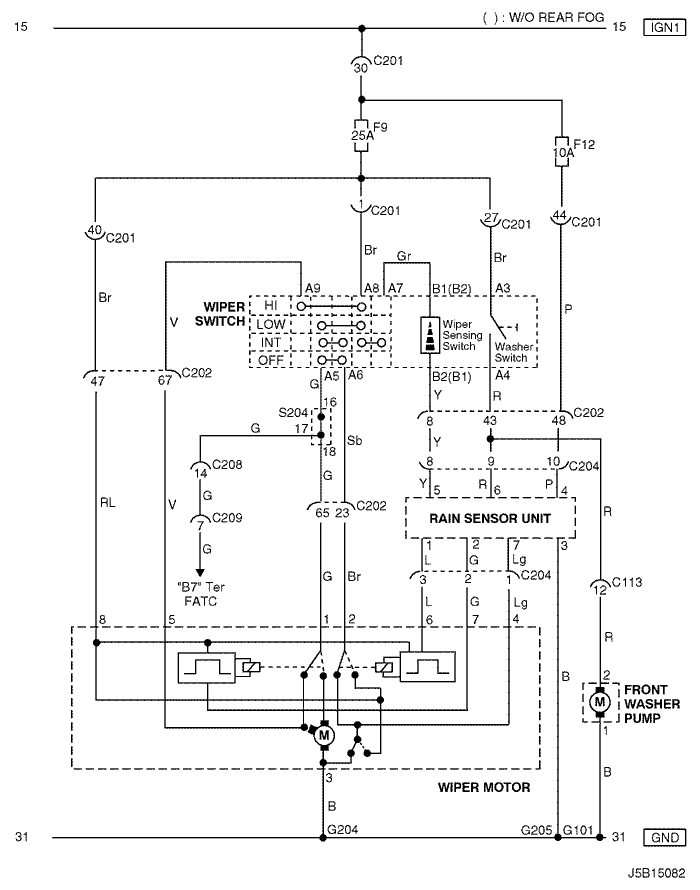 ( ) : W/O REAR FOG
15 15 IGN1
30 C201
25A F9
10A F12
40 C201
1 C201
27 C201
44 C201
Br V Br Gr Br P
A9 A8 A7 B1(B2) A3
WIPER SWITCH
HI
LOW
INT
OFF
Wiper Sensing Switch
Washer Switch
A5 A6 B2(B1) A4
47 67 C202
G Y R
S204 16
17
18
G Sb
8 43 48 C202
Y
14 C208
G
7 C209
G
"B7" Ter
FATC
8 9 10 C204
Y 5 R 6 P 4
RL V G
65 23 C202
RAIN SENSOR UNIT
1 2 7 3
L G Lg
3 2 1 C204
R
12 C113
G Br L G Lg
8 5 1 2 6 7 4
R
B
2
M
FRONT
WASHER
PUMP
1
M
3
WIPER MOTOR
B B
31 G204 G205 G101 31 GND
J5B15082